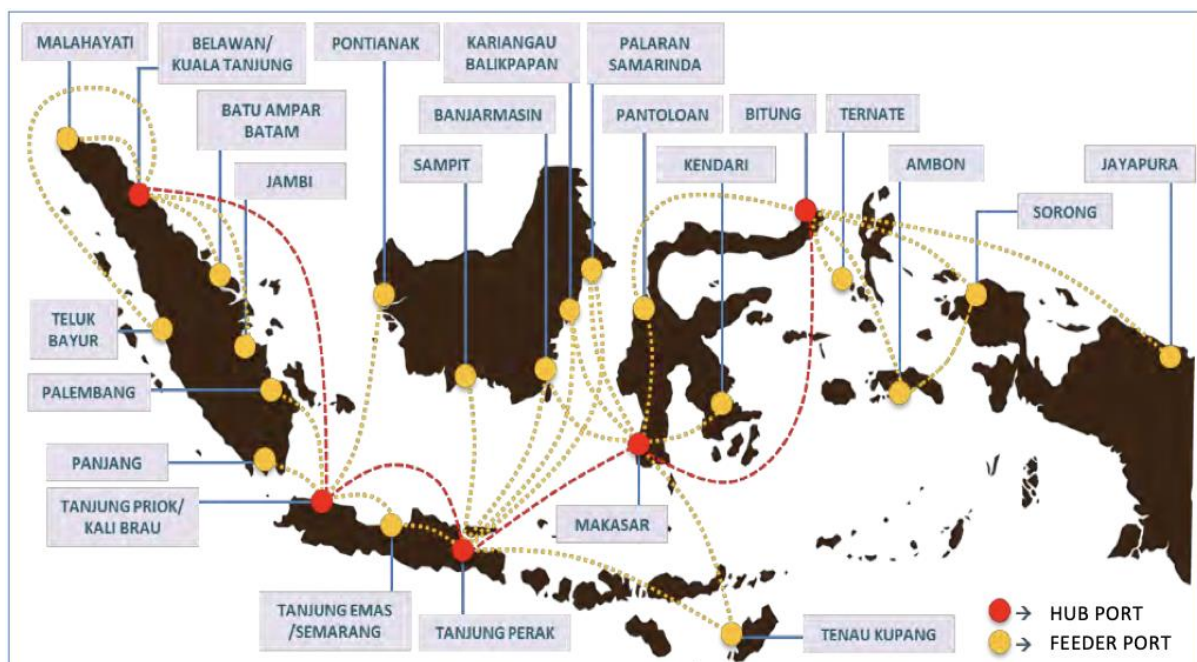 MALAHAYATI
BELAWAN/
KUALA TANJUNG
PONTIANAK
KARIANGAU
BALIKPAPAN
PALARAN
SAMARINDA
BATU AMPAR
BATAM
BANJARMASIN
PANTOLOAN
BITUNG
TERNATE
JAMBI
SAMPIT
KENDARI
AMBON
JAYAPURA
SORONG
TELUK
BAYUR
PALEMBANG
PANJANG
TANJUNG PRIOK/
KALI BRAU
MAKASAR
TANJUNG EMAS
/SEMARANG
TANJUNG PERAK
TENAU KUPANG
→ HUB PORT
→ FEEDER PORT